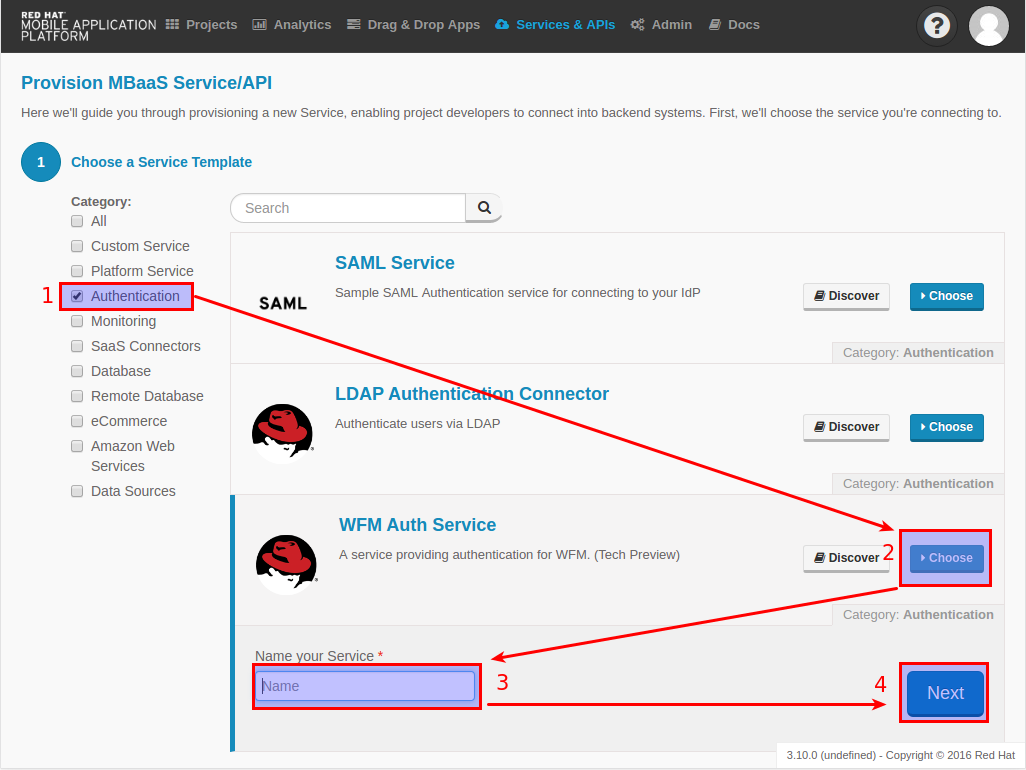 RED HAT®
MOBILE APPLICATION
PLATFORM
Projects
Analytics
Drag & Drop Apps
Services & APIs
Admin
Docs
?
Provision MBaaS Service/API
Here we'll guide you through provisioning a new Service, enabling project developers to connect into backend systems. First, we'll choose the service you're connecting to.
1
Choose a Service Template
Category:
All
Custom Service
Platform Service
1
Authentication
Monitoring
SaaS Connectors
Database
Remote Database
eCommerce
Amazon Web
Services
Data Sources
Search
SAML Service
SAML
Sample SAML Authentication service for connecting to your IdP
Discover
Choose
Category: Authentication
LDAP Authentication Connector
Authenticate users via LDAP
Discover
Choose
Category: Authentication
WFM Auth Service
A service providing authentication for WFM. (Tech Preview)
Discover
2
Choose
Category: Authentication
Name your Service *
Name
3
4
Next
3.10.0 (undefined) - Copyright © 2016 Red Hat